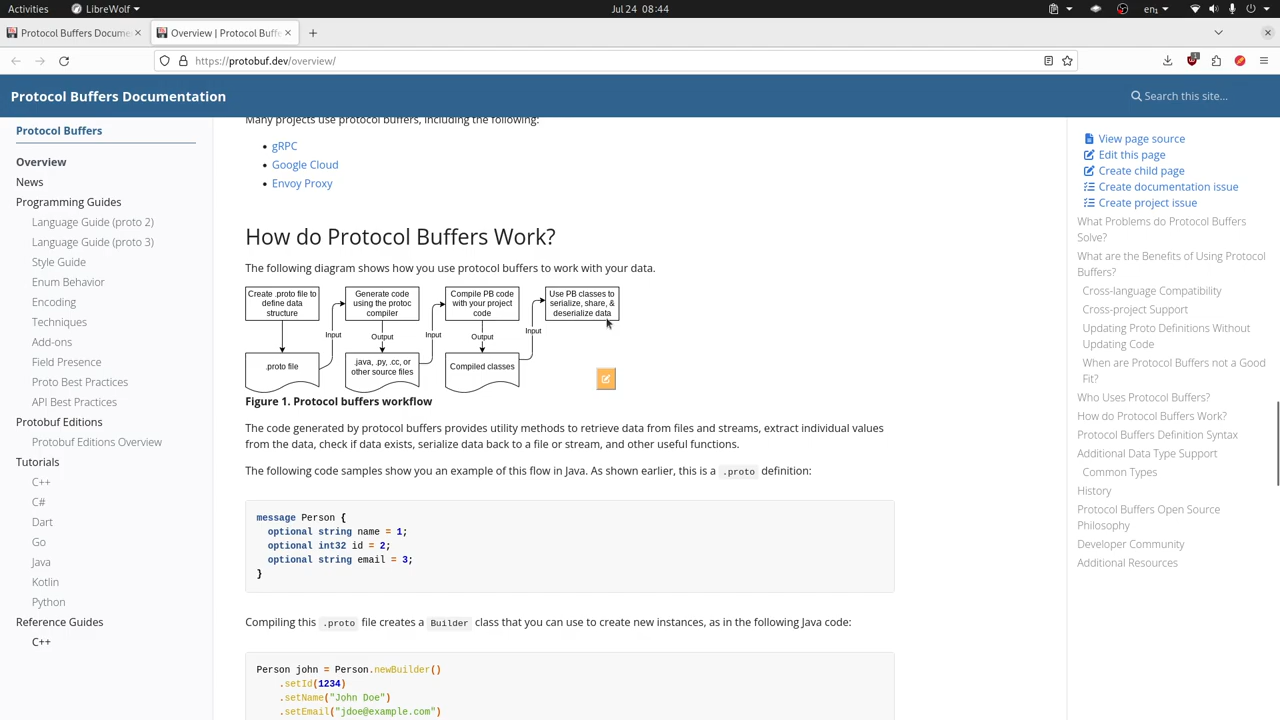 Activities
LibreWolf
Jul 24 08:44
en₁
Protocol Buffers Docume
Overview | Protocol Buff
https://protobuf.dev/overview/
1
Protocol Buffers Documentation
Search this site…
Protocol Buffers
Overview
News
Programming Guides
Language Guide (proto 2)
Language Guide (proto 3)
Style Guide
Enum Behavior
Encoding
Techniques
Add-ons
Field Presence
Proto Best Practices
API Best Practices
Protobuf Editions
Protobuf Editions Overview
Tutorials
C++
C#
Dart
Go
Java
Kotlin
Python
Reference Guides
C++
Many projects use protocol buffers, including the following:
gRPC
Google Cloud
Envoy Proxy
How do Protocol Buffers Work?
The following diagram shows how you use protocol buffers to work with your data.
Create .proto file to
define data
structure
Generate code
using the protoc
compiler
Compile PB code
with your project
code
Use PB classes to
serialize, share, &
deserialize data
Input
Output
Input
Output
Input
.proto file
.java, .py, .cc, or
other source files
Compiled classes
Figure 1. Protocol buffers workflow
The code generated by protocol buffers provides utility methods to retrieve data from files and streams, extract individual values
from the data, check if data exists, serialize data back to a file or stream, and other useful functions.
The following code samples show you an example of this flow in Java. As shown earlier, this is a .proto definition:
message Person {
  optional string name = 1;
  optional int32 id = 2;
  optional string email = 3;
}
Compiling this .proto file creates a Builder class that you can use to create new instances, as in the following Java code:
Person john = Person.newBuilder()
    .setId(1234)
    .setName("John Doe")
    .setEmail("jdoe@example.com")
View page source
Edit this page
Create child page
Create documentation issue
Create project issue
What Problems do Protocol Buffers
Solve?
What are the Benefits of Using Protocol
Buffers?
Cross-language Compatibility
Cross-project Support
Updating Proto Definitions Without
Updating Code
When are Protocol Buffers not a Good
Fit?
Who Uses Protocol Buffers?
How do Protocol Buffers Work?
Protocol Buffers Definition Syntax
Additional Data Type Support
Common Types
History
Protocol Buffers Open Source
Philosophy
Developer Community
Additional Resources